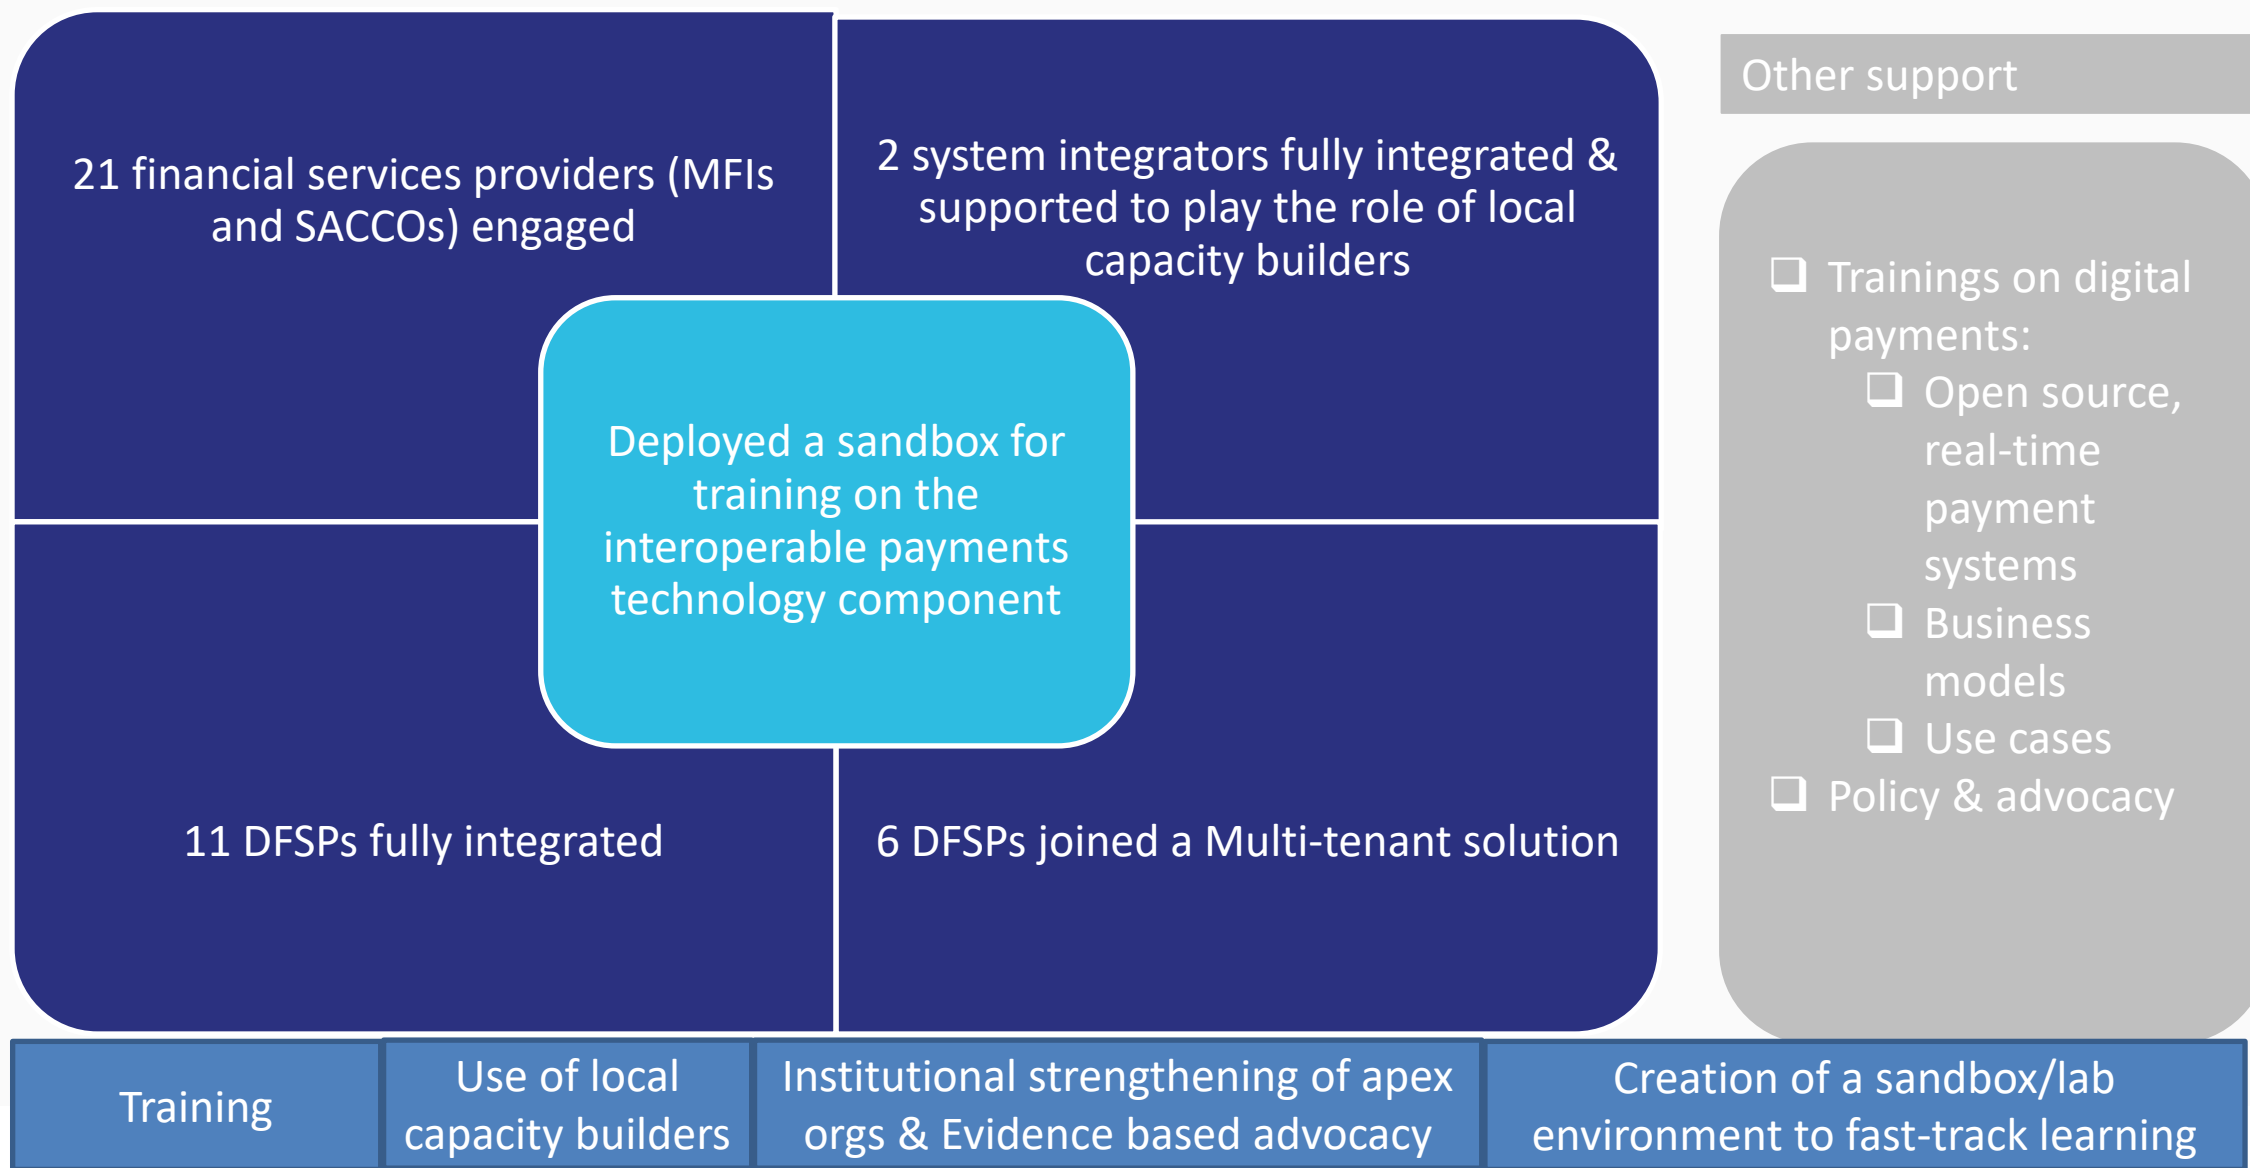 21 financial services providers (MFIs
and SACCOs) engaged
2 system integrators fully integrated &
supported to play the role of local
capacity builders
Deployed a sandbox for
training on the
interoperable payments
technology component
11 DFSPs fully integrated
6 DFSPs joined a Multi-tenant solution
Other support
❑ Trainings on digital
payments:
❑ Open source,
real-time
payment
systems
❑ Business
models
❑ Use cases
❑ Policy & advocacy
Training
Use of local
capacity builders
Institutional strengthening of apex
orgs & Evidence based advocacy
Creation of a sandbox/lab
environment to fast-track learning